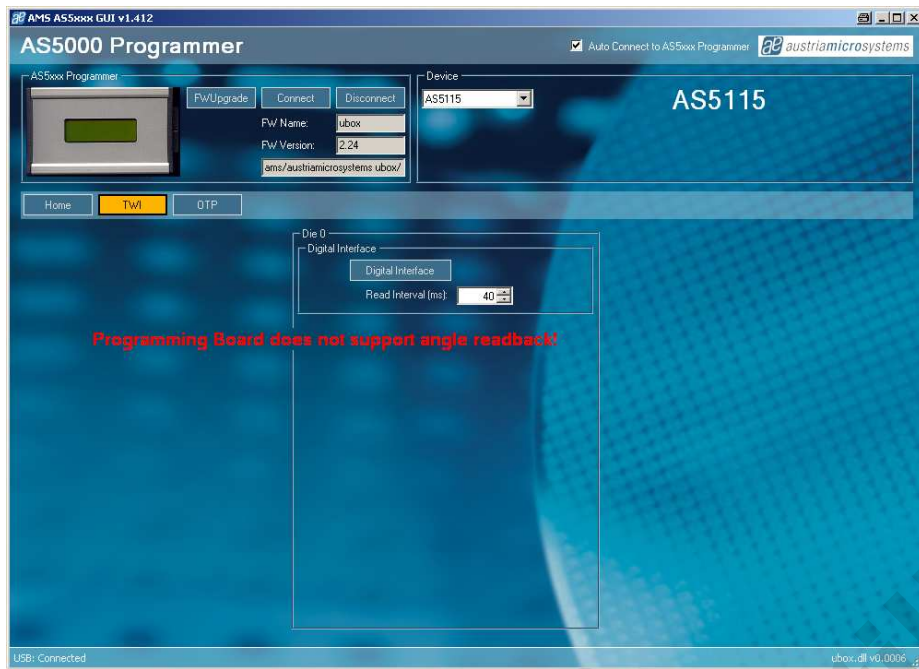 AMS AS5xxx GUI v1.412
AS5000 Programmer
Auto Connect to AS5xxx Programmer
austriamicrosystems
AS5xxx Programmer
FWUpgrade Connect Disconnect
FW Name: ubox
FW Version: 2.24
ams/austriamicrosystems ubox/
Device
AS5115
AS5115
Home TWI OTP
Die 0
Digital Interface
Digital Interface
Read Interval (ms): 40
Programming Board does not support angle readback!
USB: Connected
ubox.dll v0.0006